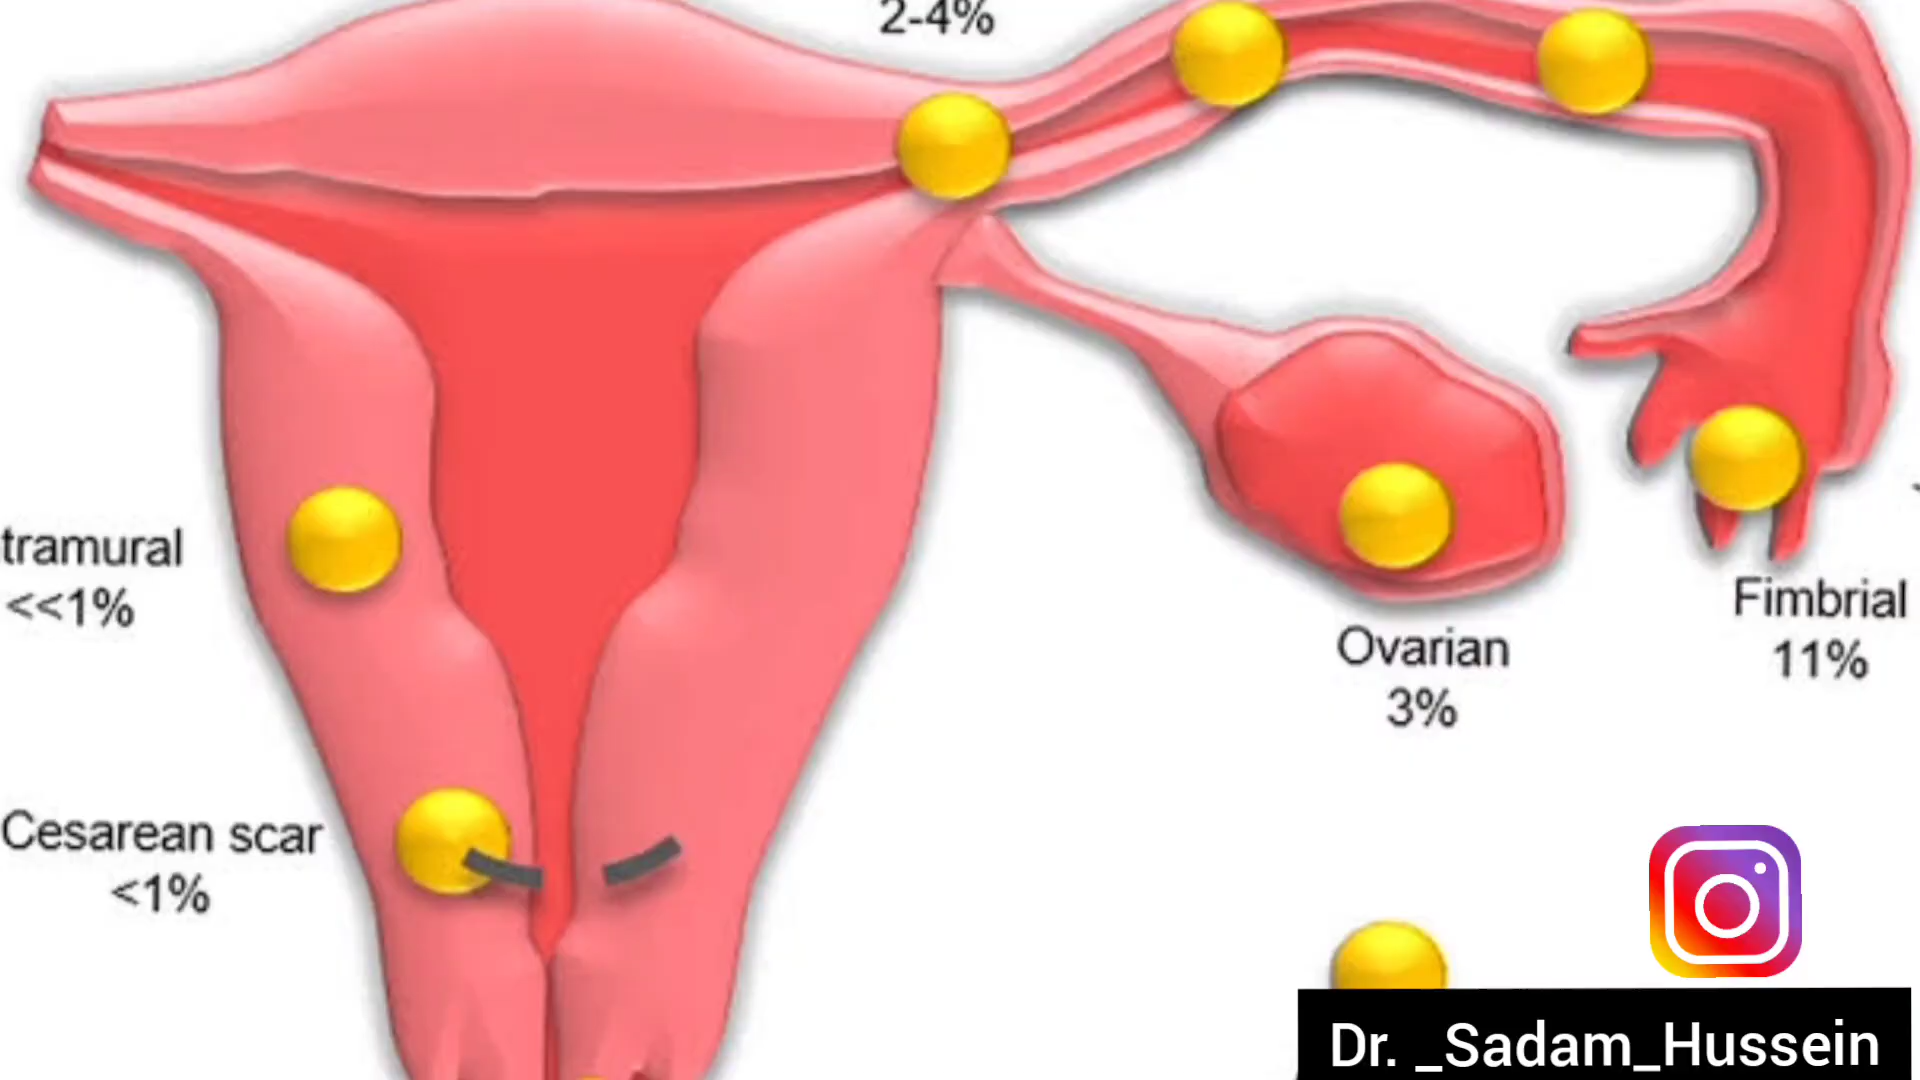 2-4%
tramural
<<1%
Fimbrial
11%
Ovarian
3%
Cesarean scar
<1%
Dr. _Sadam_Hussein